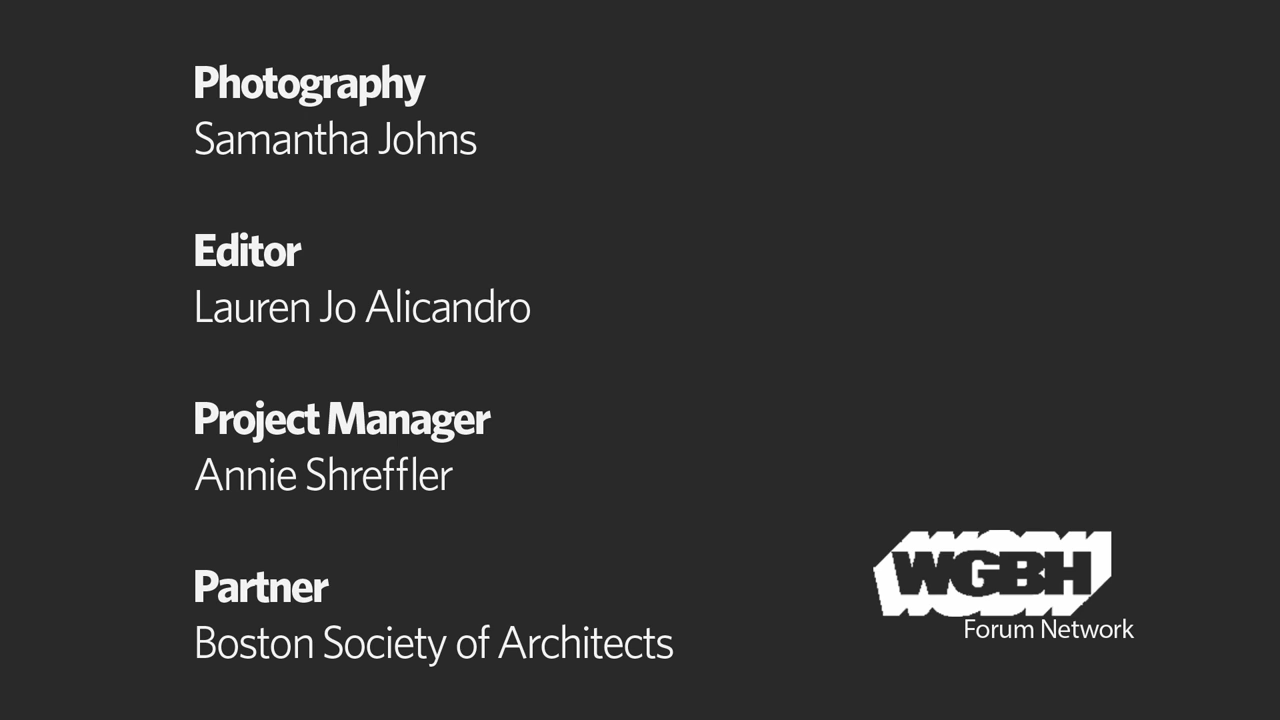 Photography
Samantha Johns
Editor
Lauren Jo Alicandro
Project Manager
Annie Shreffler
Partner
Boston Society of Architects
WGBH
Forum Network